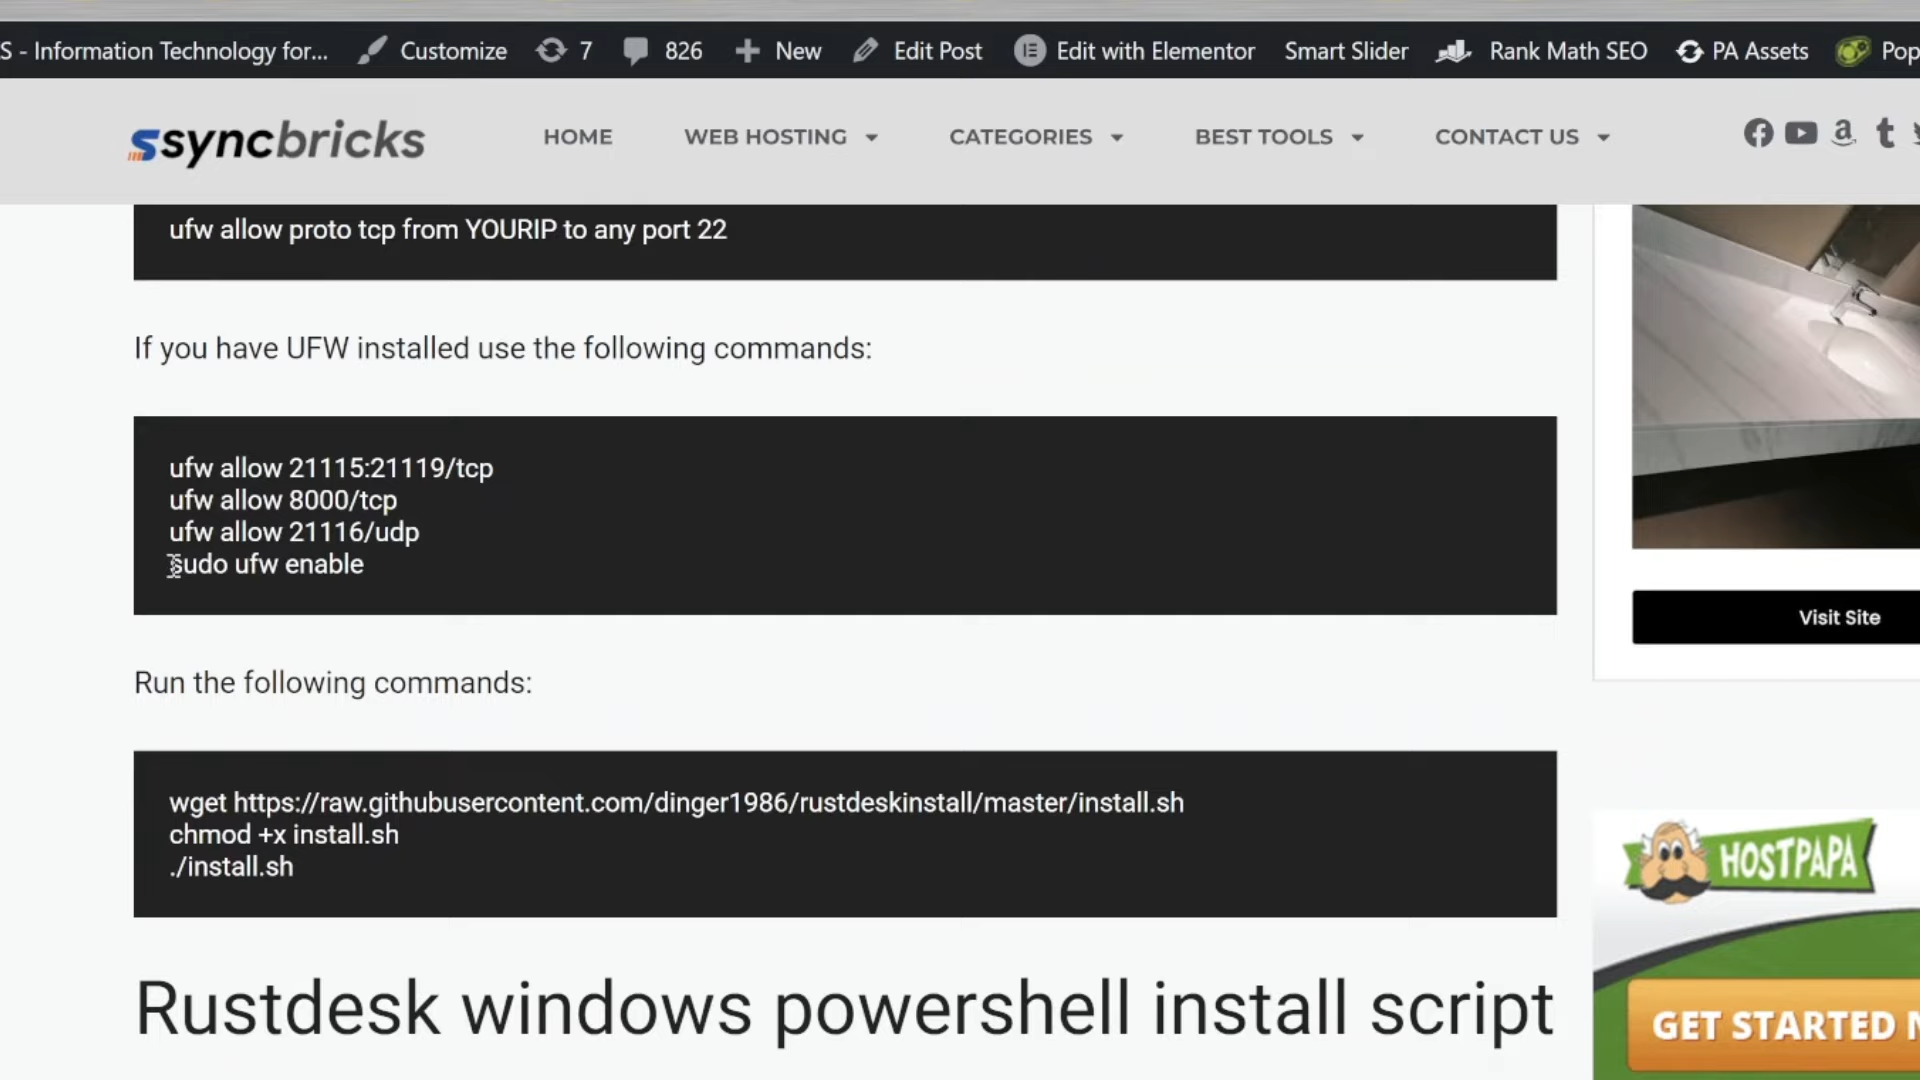 S - Information Technology for... Customize 7 826 New Edit Post Edit with Elementor Smart Slider Rank Math SEO PA Assets Pop
ssyncbricks HOME WEB HOSTING CATEGORIES BEST TOOLS CONTACT US
ufw allow proto tcp from YOURIP to any port 22
If you have UFW installed use the following commands:
ufw allow 21115:21119/tcp
ufw allow 8000/tcp
ufw allow 21116/udp
sudo ufw enable
Visit Site
Run the following commands:
wget https://raw.githubusercontent.com/dinger1986/rustdeskinstall/master/install.sh
chmod +x install.sh
./install.sh
HOSTPAPA
Rustdesk windows powershell install script
GET STARTED N